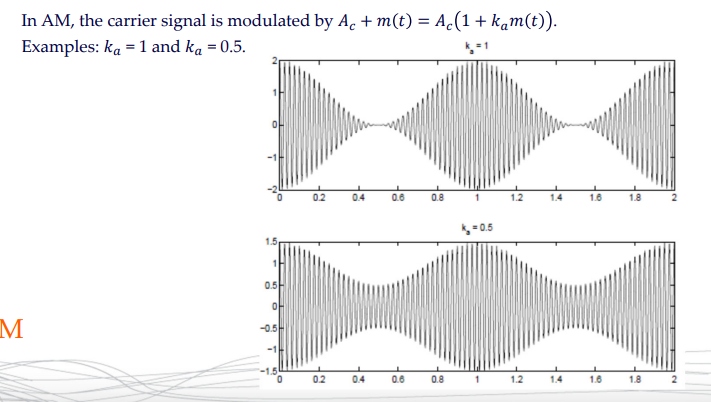 In AM, the carrier signal is modulated by A_c + m(t) = A_c(1 + k_a m(t)).
Examples: k_a = 1 and k_a = 0.5.
k_a = 1
2
1
0
-1
-2
0 0.2 0.4 0.6 0.8 1 1.2 1.4 1.6 1.8 2
k_a = 0.5
1.5
1
0.5
0
-0.5
-1
-1.5
0 0.2 0.4 0.6 0.8 1 1.2 1.4 1.6 1.8 2
M